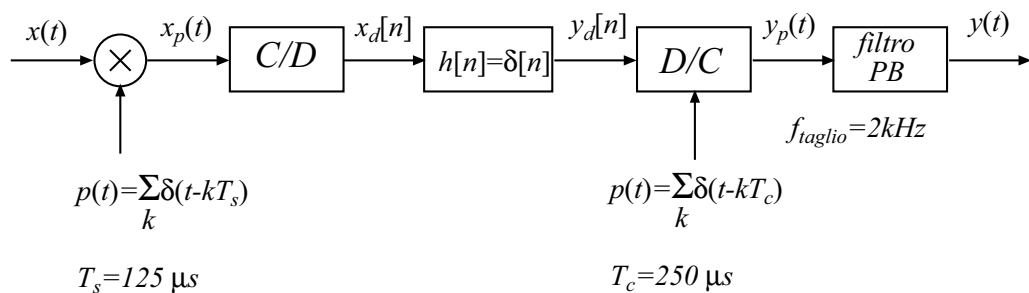 x(t) x_p(t) C/D x_d[n] h[n]=δ[n] y_d[n] D/C y_p(t) filtro PB y(t)
×
f_taglio=2kHz
p(t)=Σδ(t-kT_s) p(t)=Σδ(t-kT_c)
k k
T_s=125 μs T_c=250 μs